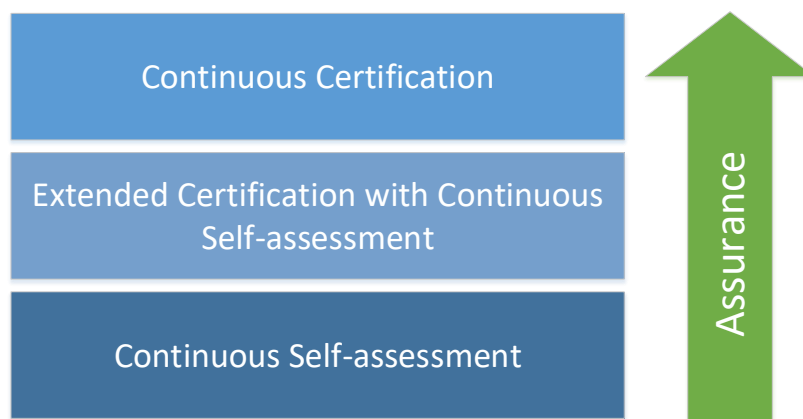 Continuous Certification
Extended Certification with Continuous
Self-assessment
Continuous Self-assessment
Assurance